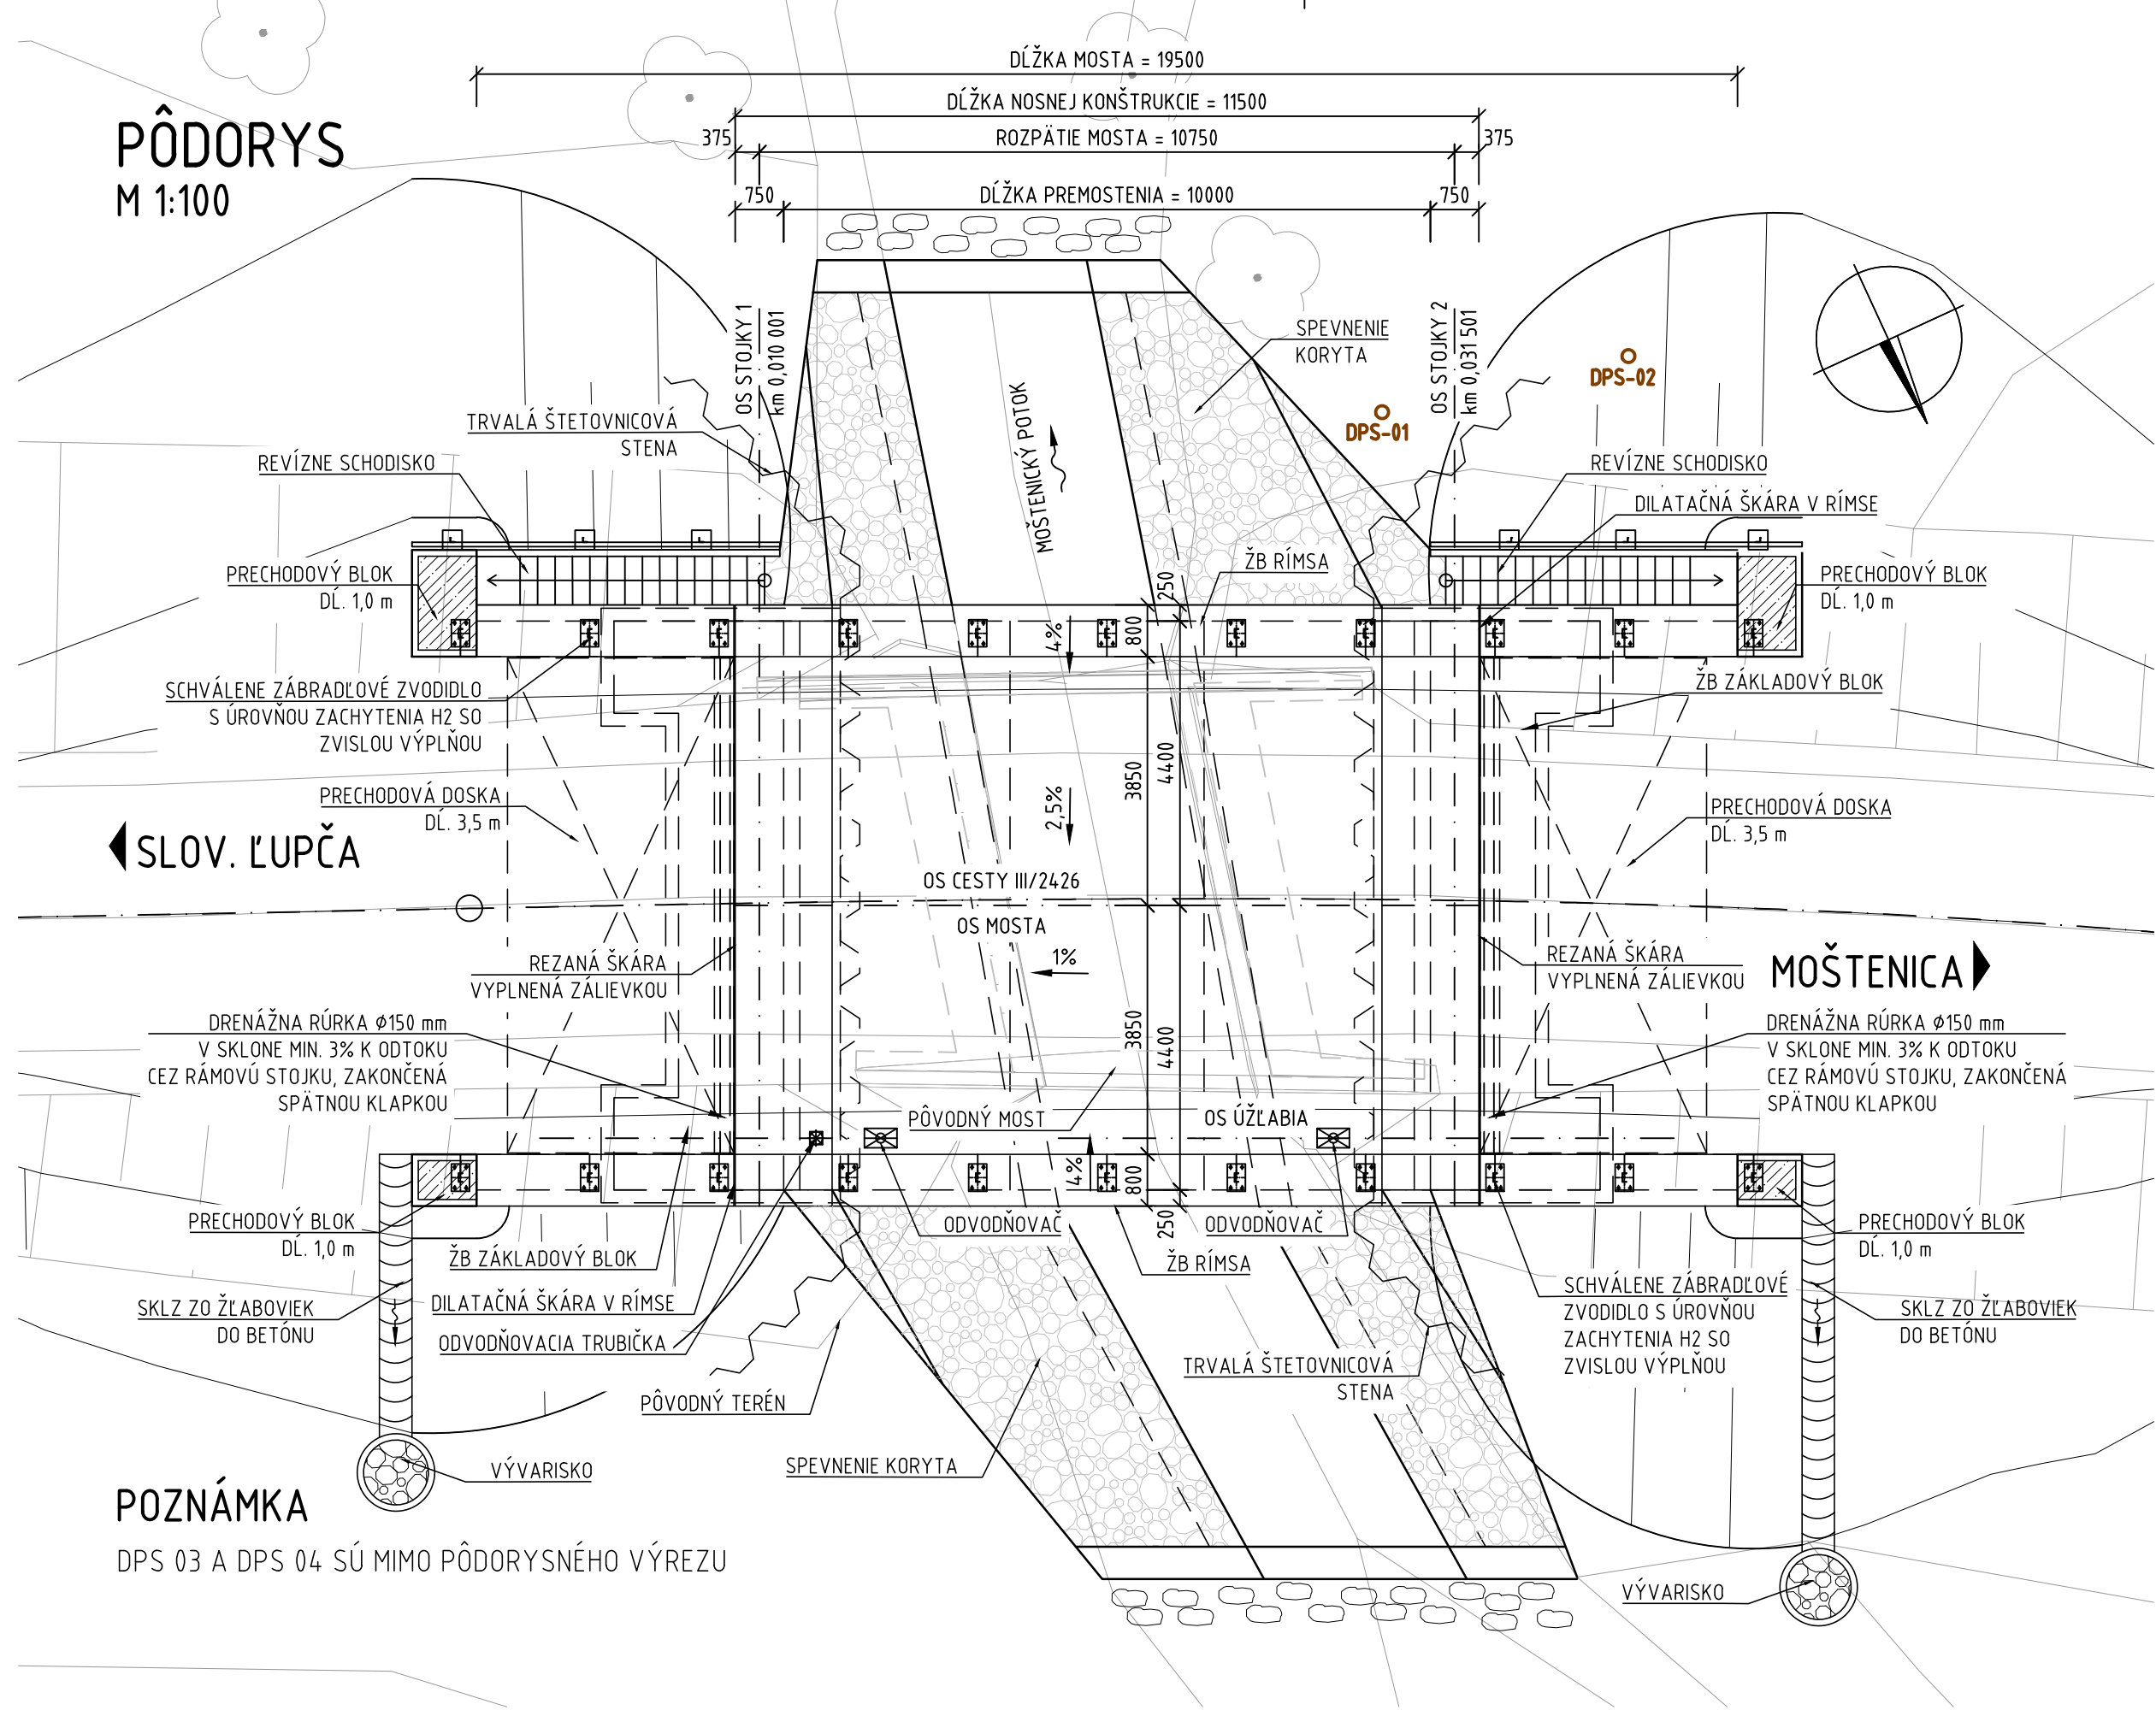 DĹŽKA MOSTA = 19500
DĹŽKA NOSNEJ KONŠTRUKCIE = 11500
375
ROZPÄTIE MOSTA = 10750
375
750
DĹŽKA PREMOSTENIA = 10000
750
PÔDORYS
M 1:100
OS STOJKY 1
km 0,010 001
OS STOJKY 2
km 0,031 501
SPEVNENIE
KORYTA
DPS-02
DPS-01
MOŠTENICKÝ POTOK
TRVALÁ ŠTETOVNICOVÁ
STENA
REVÍZNE SCHODISKO
REVÍZNE SCHODISKO
DILATAČNÁ ŠKÁRA V RÍMSE
PRECHODOVÝ BLOK
DĹ. 1,0 m
ŽB RÍMSA
PRECHODOVÝ BLOK
DĹ. 1,0 m
250
800
4%
SCHVÁLENE ZÁBRADĽOVÉ ZVODIDLO
S ÚROVŇOU ZACHYTENIA H2 SO
ZVISLOU VÝPLŇOU
ŽB ZÁKLADOVÝ BLOK
3850
4400
2,5%
PRECHODOVÁ DOSKA
DĹ. 3,5 m
PRECHODOVÁ DOSKA
DĹ. 3,5 m
SLOV. ĽUPČA
OS CESTY III/2426
OS MOSTA
1%
REZANÁ ŠKÁRA
VYPLNENÁ ZÁLIEVKOU
REZANÁ ŠKÁRA
VYPLNENÁ ZÁLIEVKOU
MOŠTENICA
DRENÁŽNA RÚRKA Φ150 mm
V SKLONE MIN. 3% K ODTOKU
CEZ RÁMOVÚ STOJKU, ZAKONČENÁ
SPÄTNOU KLAPKOU
3850
4400
DRENÁŽNA RÚRKA Φ150 mm
V SKLONE MIN. 3% K ODTOKU
CEZ RÁMOVÚ STOJKU, ZAKONČENÁ
SPÄTNOU KLAPKOU
PÔVODNÝ MOST
OS ÚŽĽABIA
4%
800
250
PRECHODOVÝ BLOK
DĹ. 1,0 m
ODVODŇOVAČ
ODVODŇOVAČ
PRECHODOVÝ BLOK
DĹ. 1,0 m
ŽB ZÁKLADOVÝ BLOK
ŽB RÍMSA
SKLZ ZO ŽĽABOVIEK
DO BETÓNU
DILATAČNÁ ŠKÁRA V RÍMSE
ODVODŇOVACIA TRUBIČKA
SCHVÁLENE ZÁBRADĽOVÉ
ZVODIDLO S ÚROVŇOU
ZACHYTENIA H2 SO
ZVISLOU VÝPLŇOU
SKLZ ZO ŽĽABOVIEK
DO BETÓNU
TRVALÁ ŠTETOVNICOVÁ
STENA
PÔVODNÝ TERÉN
SPEVNENIE KORYTA
VÝVARISKO
POZNÁMKA
DPS 03 A DPS 04 SÚ MIMO PÔDORYSNÉHO VÝREZU
VÝVARISKO